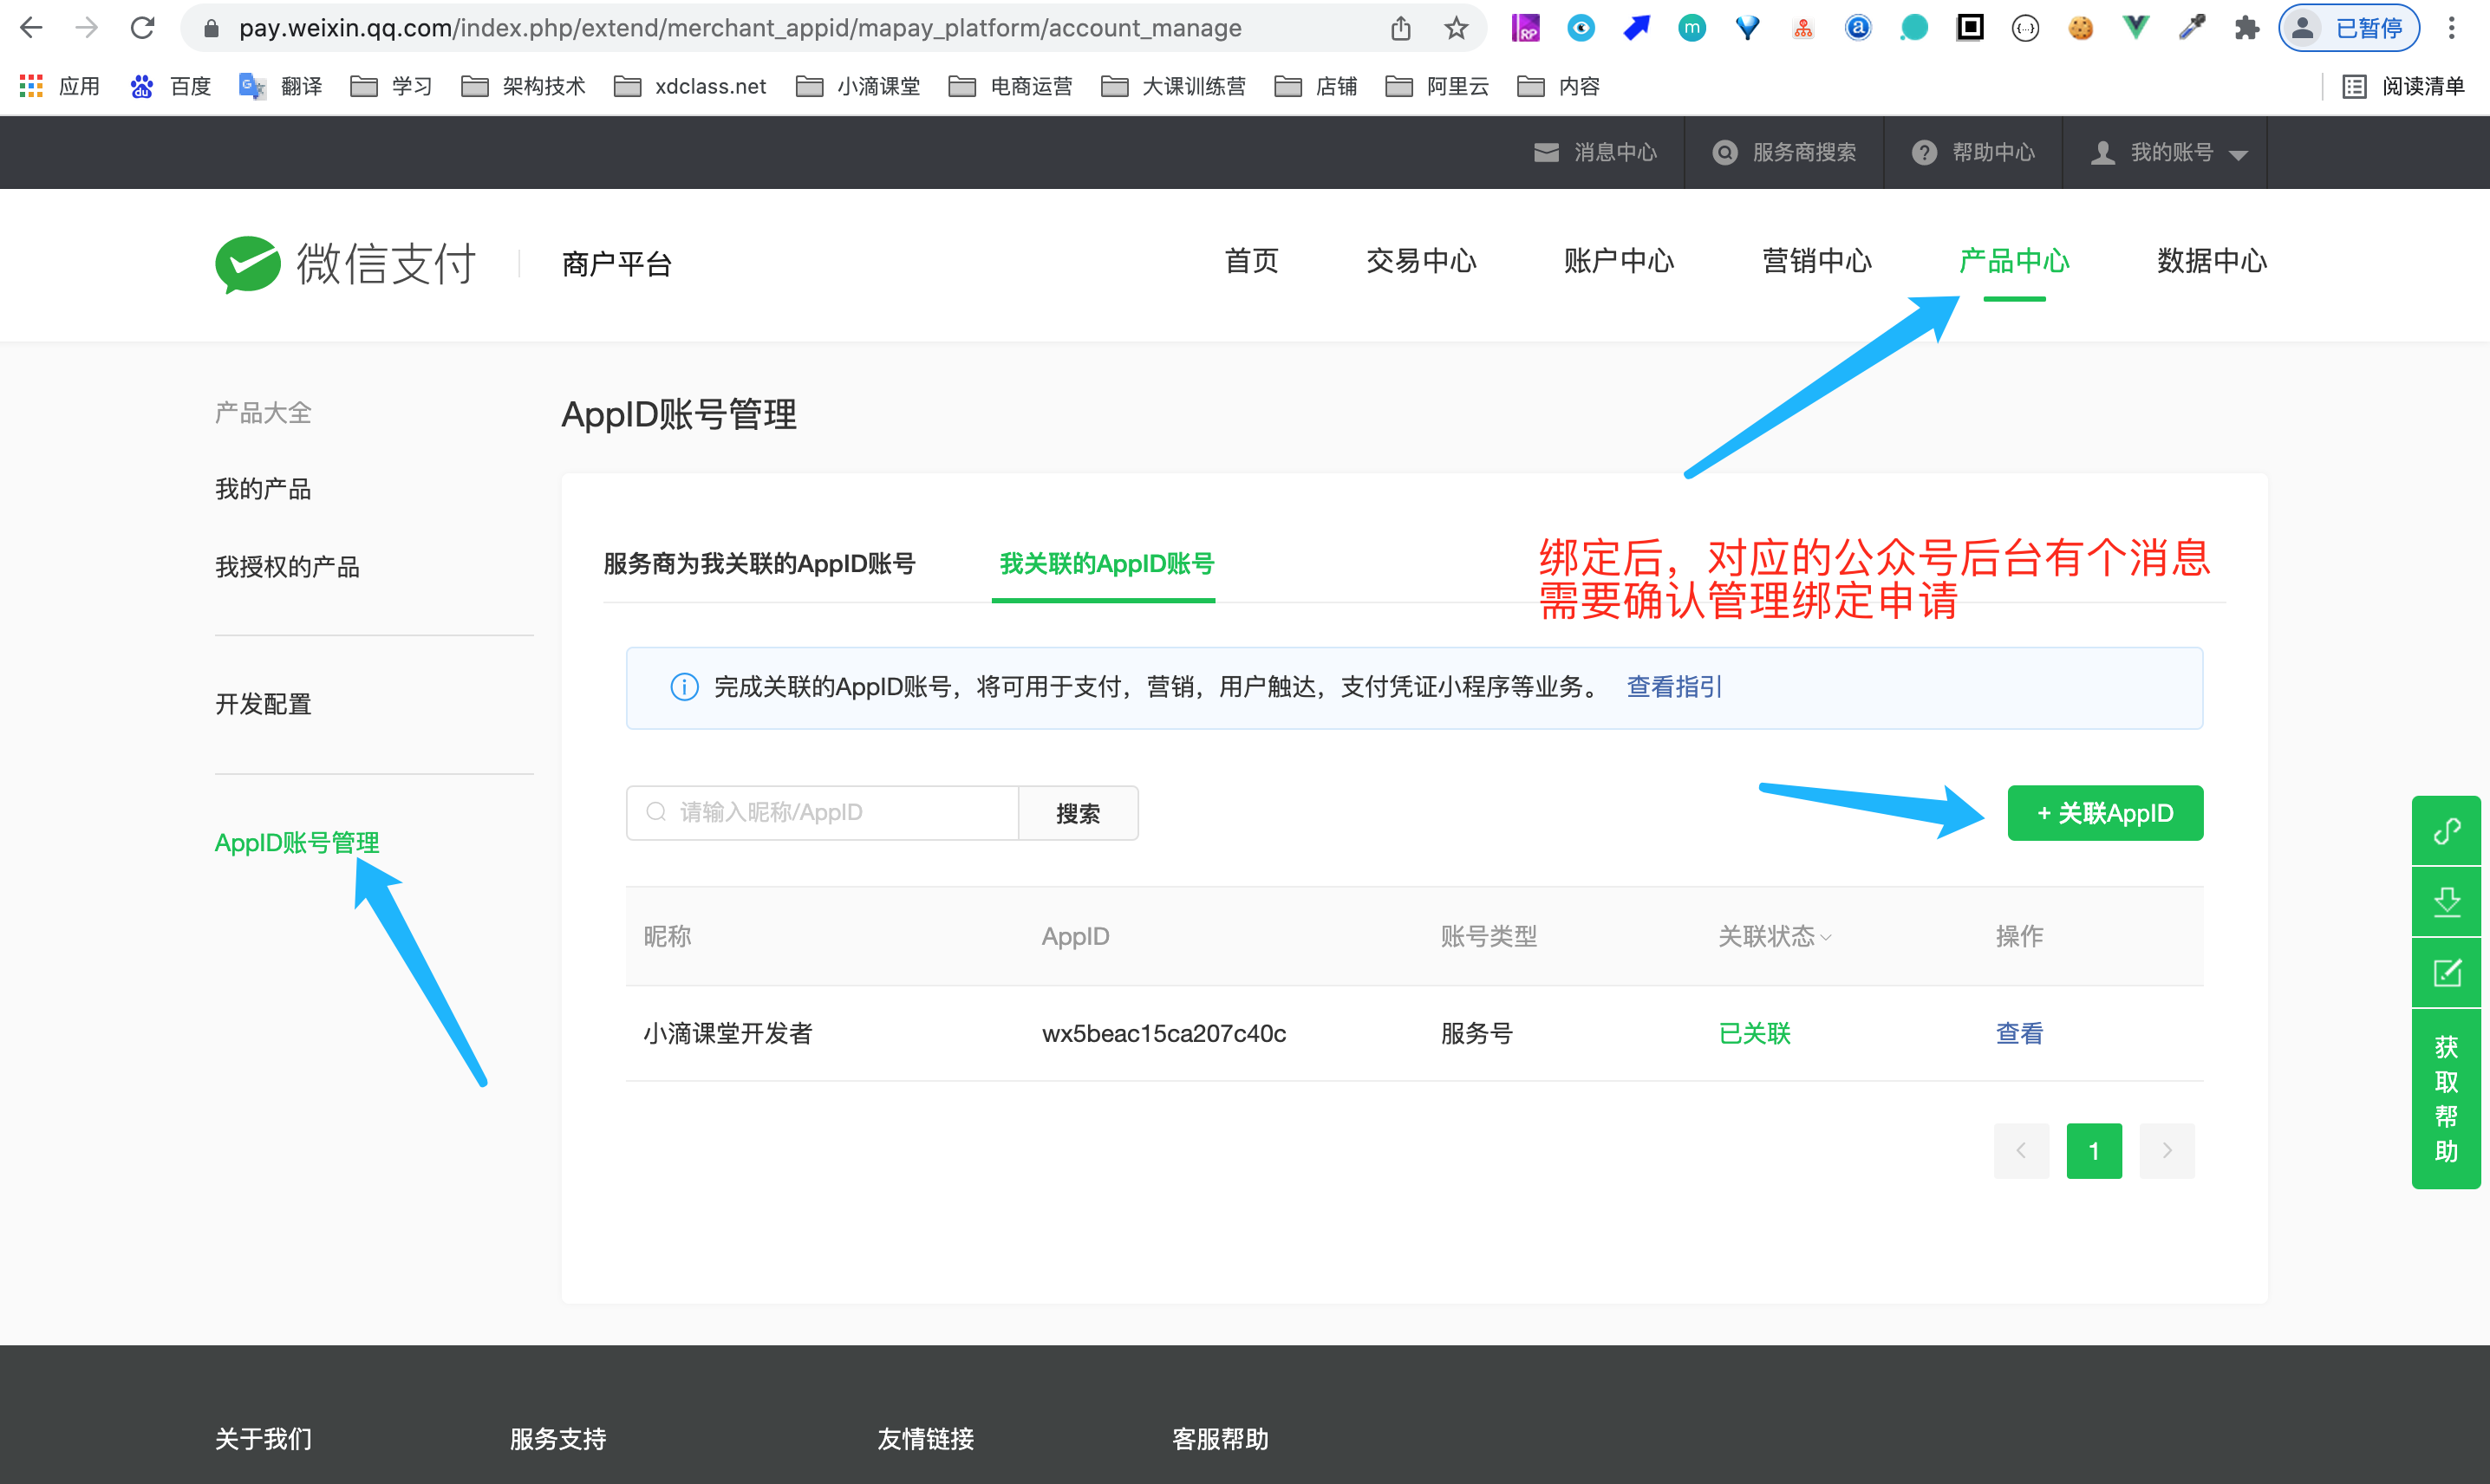 pay.weixin.qq.com/index.php/extend/merchant_appid/mapay_platform/account_manage
已暂停
应用 百度 翻译 学习 架构技术 xdclass.net 小滴课堂 电商运营 大课训练营 店铺 阿里云 内容 阅读清单
消息中心 服务商搜索 帮助中心 我的账号
微信支付 商户平台 首页 交易中心 账户中心 营销中心 产品中心 数据中心
产品大全
我的产品
我授权的产品
开发配置
AppID账号管理
AppID账号管理
服务商为我关联的AppID账号 我关联的AppID账号
绑定后，对应的公众号后台有个消息
需要确认管理绑定申请
完成关联的AppID账号，将可用于支付，营销，用户触达，支付凭证小程序等业务。 查看指引
请输入昵称/AppID 搜索 + 关联AppID
昵称 AppID 账号类型 关联状态 操作
小滴课堂开发者 wx5beac15ca207c40c 服务号 已关联 查看
1
获取帮助
关于我们 服务支持 友情链接 客服帮助